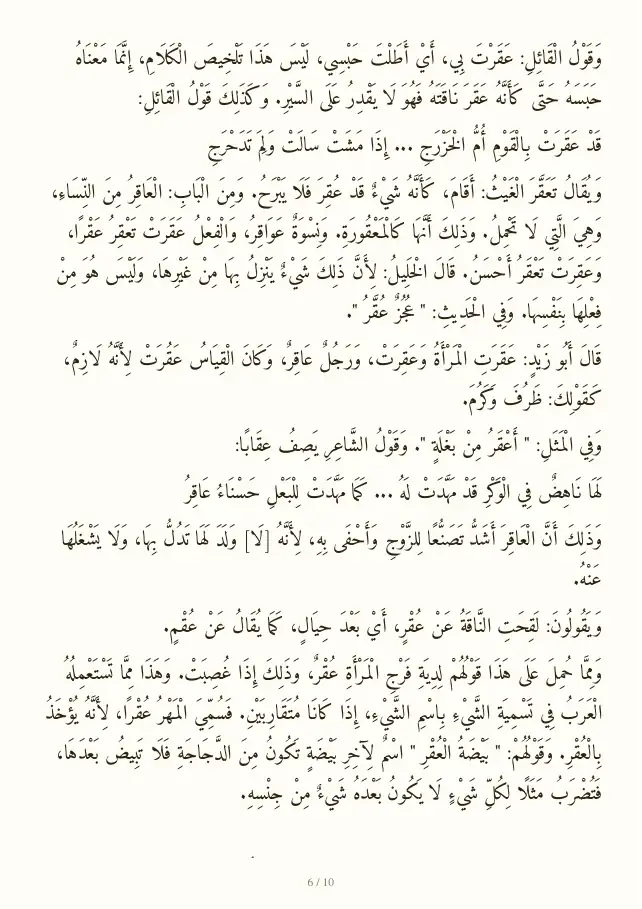 وَقَوْلُ الْقَائِلِ: عَقَرْتَ بِي، أَيْ أَطَلْتَ حَبْسِي، لَيْسَ هَذَا تَلْخِيصَ الْكَلَامِ، إِنَّمَا مَعْنَاهُ
حَبَسَهُ حَتَّى كَأَنَّهُ عَقَرَ نَاقَتَهُ فَهُوَ لَا يَقْدِرُ عَلَى السَّيْرِ. وَكَذَلِكَ قَوْلُ الْقَائِلِ:
قَدْ عَقَرَتْ بِالْقَوْمِ أُمُّ الْخَزْرَجِ ... إِذَا مَشَتْ سَالَتْ وَلَمْ تَدَحْرَجِ
وَيُقَالُ تَعَقَّرَ الْغَيْثُ: أَقَامَ، كَأَنَّهُ شَيْءٌ قَدْ عُقِرَ فَلَا يَبْرَحُ. وَمِنَ الْبَابِ: الْعَاقِرُ مِنَ النِّسَاءِ،
وَهِيَ الَّتِي لَا تَحْمِلُ. وَذَلِكَ أَنَّهَا كَالْمَعْقُورَةِ. وَنِسْوَةٌ عَوَاقِرُ، وَالْفِعْلُ عَقَرَتْ تَعْقِرُ عَقْرًا،
وَعَقِرَتْ تَعْقَرُ أَحْسَنُ. قَالَ الْخَلِيلُ: لِأَنَّ ذَلِكَ شَيْءٌ يَنْزِلُ بِهَا مِنْ غَيْرِهَا، وَلَيْسَ هُوَ مِنْ
فِعْلِهَا بِنَفْسِهَا. وَفِي الْحَدِيثِ: " عُجُزٌ عُقَّرُ ".
قَالَ أَبُو زَيْدٍ: عَقَرَتِ الْمَرْأَةُ وَعَقِرَتْ، وَرَجُلٌ عَاقِرٌ، وَكَانَ الْقِيَاسُ عَقُرَتْ لِأَنَّهُ لَازِمٌ،
كَقَوْلِكَ: ظَرُفَ وَكَرُمَ.
وَفِي الْمَثَلِ: " أَعْقَرُ مِنْ بَغْلَةٍ ". وَقَوْلُ الشَّاعِرِ يَصِفُ عِقَابًا:
لَهَا نَاهِضٌ فِي الْوَكْرِ قَدْ مَهَّدَتْ لَهُ ... كَمَا مَهَّدَتْ لِلْبَعْلِ حَسْنَاءُ عَاقِرُ
وَذَلِكَ أَنَّ الْعَاقِرَ أَشَدُّ تَصَنُّعًا لِلزَّوْجِ وَأَحْفَى بِهِ، لِأَنَّهُ [لَا] وَلَدَ لَهَا تَدُلُّ بِهَا، وَلَا يَشْغَلُهَا
عَنْهُ.
وَيَقُولُونَ: لَقِحَتِ النَّاقَةُ عَنْ عُقْرٍ، أَيْ بَعْدَ حِيَالٍ، كَمَا يُقَالُ عَنْ عُقْمٍ.
وَمِمَّا حُمِلَ عَلَى هَذَا قَوْلُهُمْ لِدِيَةِ فَرْجِ الْمَرْأَةِ عُقْرٌ، وَذَلِكَ إِذَا غُصِبَتْ. وَهَذَا مِمَّا تَسْتَعْمِلُهُ
الْعَرَبُ فِي تَسْمِيَةِ الشَّيْءِ بِاسْمِ الشَّيْءِ، إِذَا كَانَا مُتَقَارِبَيْنِ. فَسُمِّيَ الْمَهْرُ عُقْرًا، لِأَنَّهُ يُؤْخَذُ
بِالْعُقْرِ. وَقَوْلُهُمْ: " بَيْضَةُ الْعُقْرِ " اسْمٌ لِآخِرِ بَيْضَةٍ تَكُونُ مِنَ الدَّجَاجَةِ فَلَا تَبِيضُ بَعْدَهَا،
فَتُضْرَبُ مَثَلًا لِكُلِّ شَيْءٍ لَا يَكُونُ بَعْدَهُ شَيْءٌ مِنْ جِنْسِهِ.
6 / 10